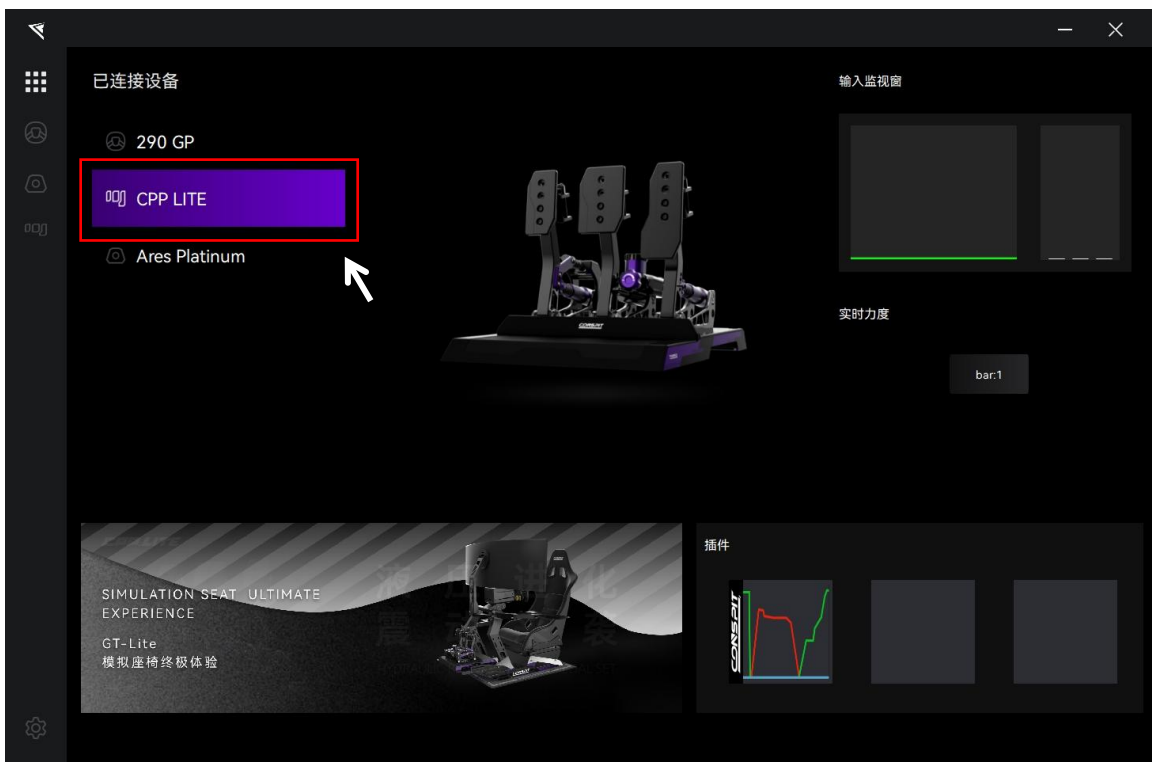 已连接设备
290 GP
CPP LITE
Ares Platinum
输入监视窗
实时力度
bar:1
SIMULATION SEAT ULTIMATE
EXPERIENCE
GT-Lite
模拟座椅终极体验
插件
CONSPIT